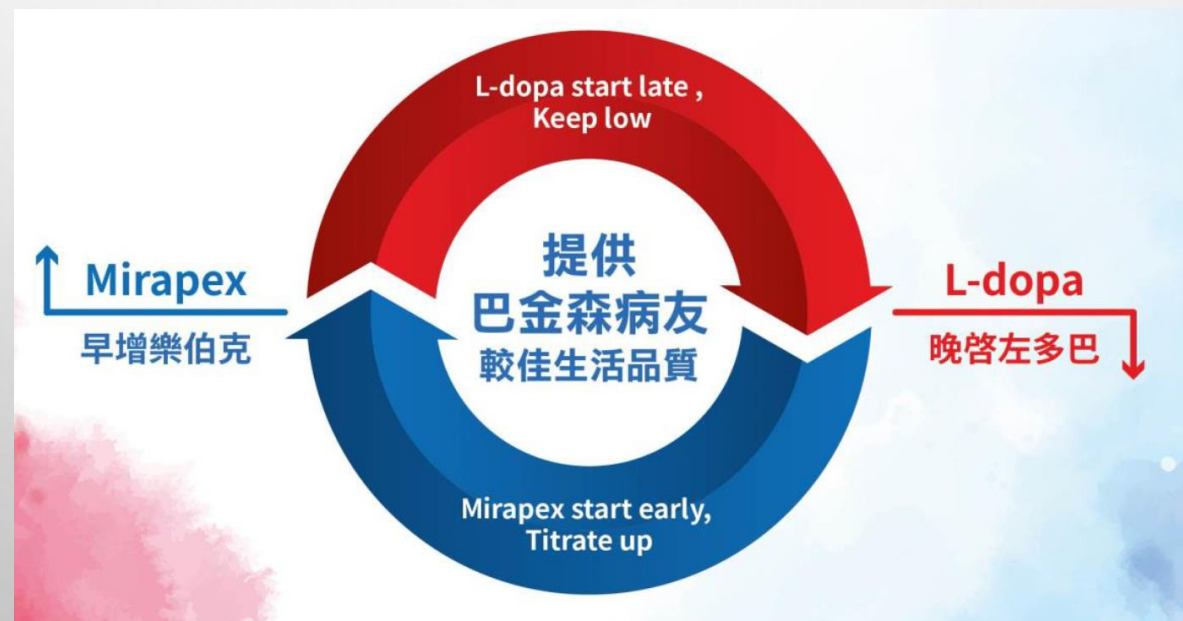 L-dopa start late ,
Keep low
Mirapex
早增樂伯克
提供
巴金森病友
較佳生活品質
L-dopa
晚啓左多巴
Mirapex start early,
Titrate up